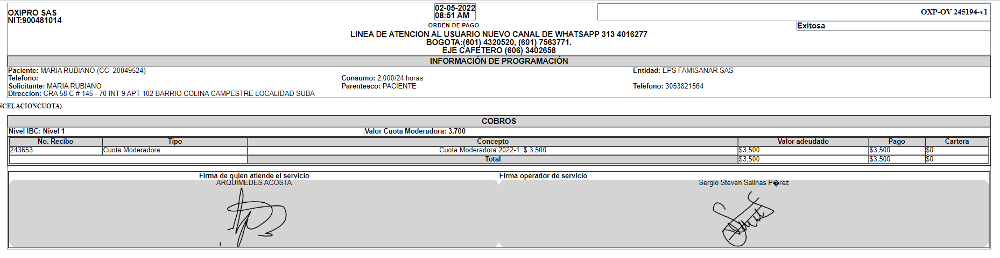 OXIPRO SAS
NIT:900481014
02-05-2022
08:51 AM
ORDEN DE PAGO
OXP-OV 245194-v1
Exitosa
LINEA DE ATENCION AL USUARIO NUEVO CANAL DE WHATSAPP 313 4016277
BOGOTA:(601) 4320520, (601) 7563771.
EJE CAFETERO (606) 3402658
INFORMACIÓN DE PROGRAMACIÓN
Paciente: MARIA RUBIANO (CC: 20049524) Entidad: EPS FAMISANAR SAS
Telefono: Consumo: 2,000/24 horas
Solicitante: MARIA RUBIANO Parentesco: PACIENTE Telèfono: 3053821564
Direccion: CRA 58 C # 145 - 70 INT 9 APT 102 BARRIO COLINA CAMPESTRE LOCALIDAD SUBA
NCELACIONCUOTA)
COBROS
Nivel IBC: Nivel 1 Valor Cuota Moderadora: 3,700
No. Recibo Tipo Concepto Valor adeudado Pago Cartera
243653 Cuota Moderadora Cuota Moderadora 2022-1: $ 3,500 $3,500 $3,500 $0
Total $3,500 $3,500 $0
Firma de quien atiende el servicio Firma operador de servicio
ARQUIMEDES ACOSTA Sergio Steven Salinas P�rez